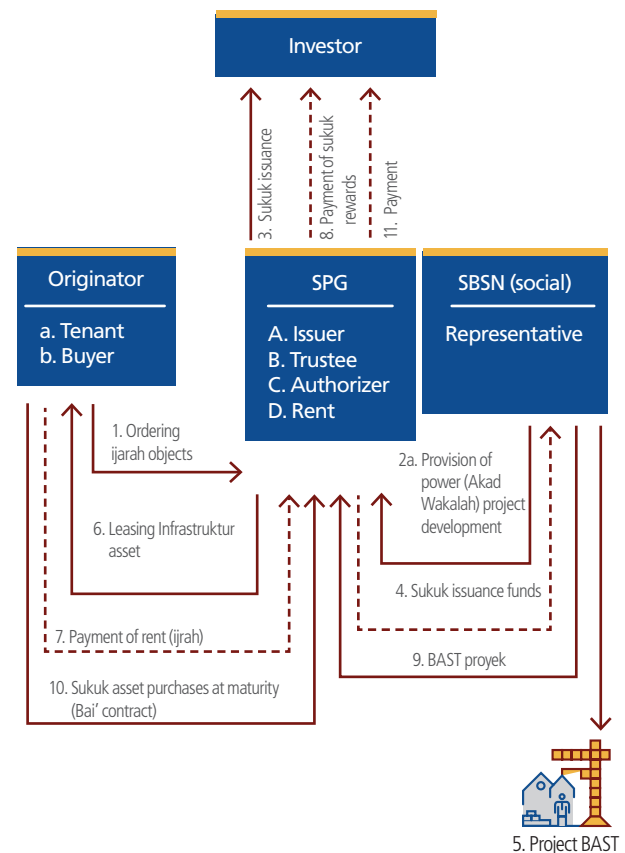 Investor
3. Sukuk issuance
8. Payment of sukuk
rewards
11. Payment
Originator
a. Tenant
b. Buyer
SPG
A. Issuer
B. Trustee
C. Authorizer
D. Rent
SBSN (social)
Representative
1. Ordering
ijarah objects
2a. Provision of
power (Akad
Wakalah) project
development
6. Leasing Infrastruktur
asset
4. Sukuk issuance funds
7. Payment of rent (ijrah)
9. BAST proyek
10. Sukuk asset purchases at maturity
(Bai’ contract)
5. Project BAST